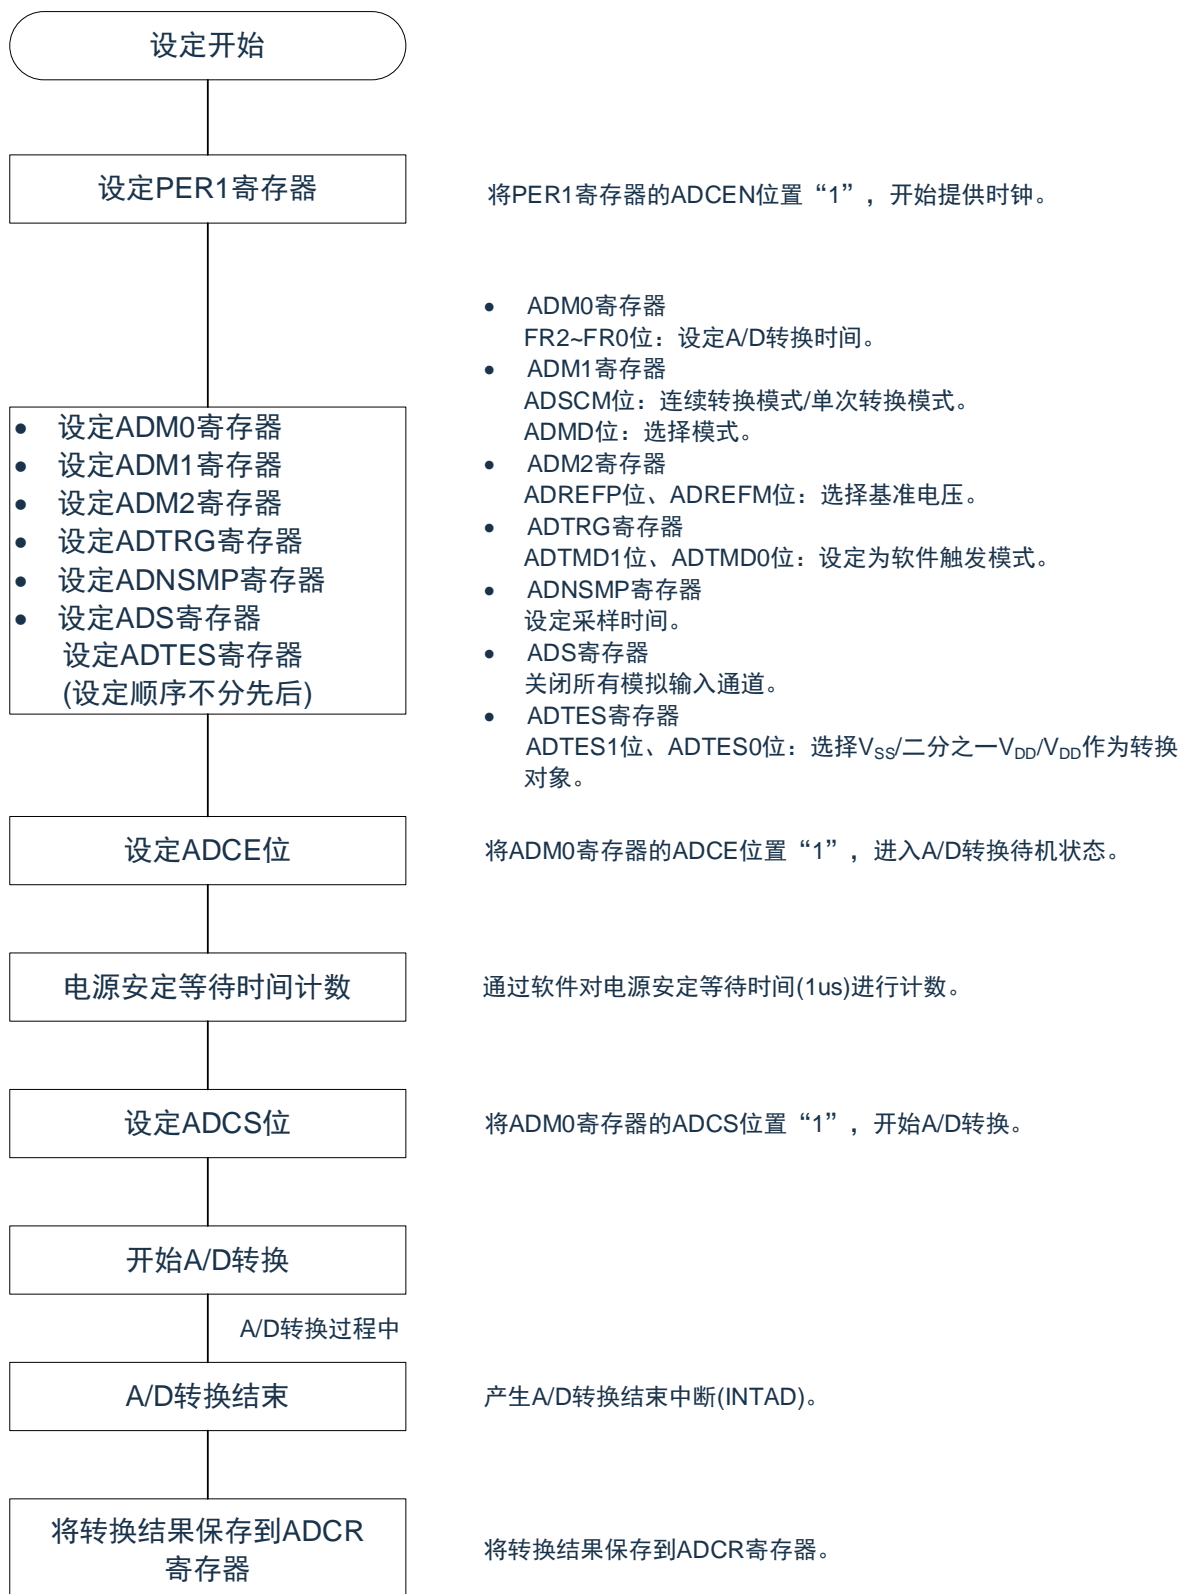 设定开始
设定PER1寄存器
将PER1寄存器的ADCEN位置“1”，开始提供时钟。
• 设定ADM0寄存器
• 设定ADM1寄存器
• 设定ADM2寄存器
• 设定ADTRG寄存器
• 设定ADNSMP寄存器
• 设定ADS寄存器
设定ADTES寄存器
(设定顺序不分先后)
• ADM0寄存器
FR2~FR0位：设定A/D转换时间。
• ADM1寄存器
ADSCM位：连续转换模式/单次转换模式。
ADMD位：选择模式。
• ADM2寄存器
ADREFP位、ADREFM位：选择基准电压。
• ADTRG寄存器
ADTMD1位、ADTMD0位：设定为软件触发模式。
• ADNSMP寄存器
设定采样时间。
• ADS寄存器
关闭所有模拟输入通道。
• ADTES寄存器
ADTES1位、ADTES0位：选择VSS/二分之一VDD/VDD作为转换
对象。
设定ADCE位
将ADM0寄存器的ADCE位置“1”，进入A/D转换待机状态。
电源安定等待时间计数
通过软件对电源安定等待时间(1us)进行计数。
设定ADCS位
将ADM0寄存器的ADCS位置“1”，开始A/D转换。
开始A/D转换
A/D转换过程中
A/D转换结束
产生A/D转换结束中断(INTAD)。
将转换结果保存到ADCR
寄存器
将转换结果保存到ADCR寄存器。